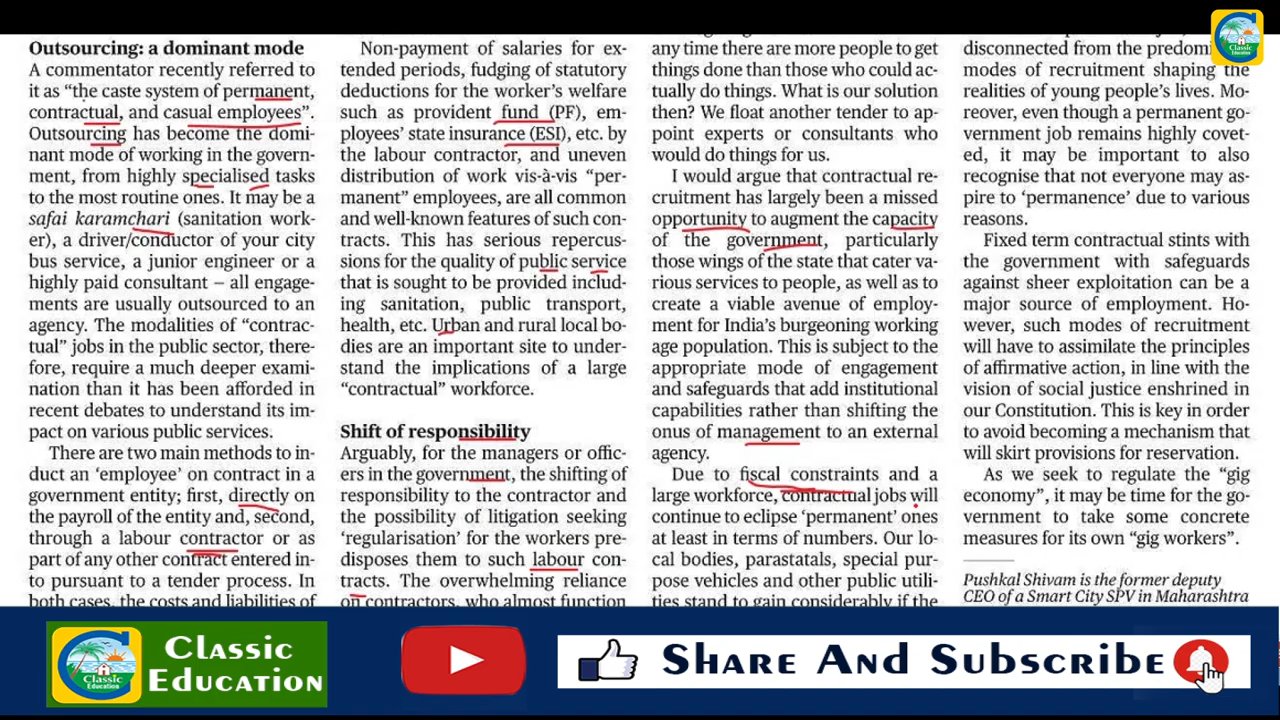 Outsourcing: a dominant mode
A commentator recently referred to
it as “the caste system of permanent,
contractual, and casual employees”.
Outsourcing has become the domi-
nant mode of working in the govern-
ment, from highly specialised tasks
to the most routine ones. It may be a
safai karamchari (sanitation work-
er), a driver/conductor of your city
bus service, a junior engineer or a
highly paid consultant – all engage-
ments are usually outsourced to an
agency. The modalities of “contrac-
tual” jobs in the public sector, there-
fore, require a much deeper exami-
nation than it has been afforded in
recent debates to understand its im-
pact on various public services.
There are two main methods to in-
duct an ‘employee’ on contract in a
government entity; first, directly on
the payroll of the entity and, second,
through a labour contractor or as
part of any other contract entered in-
to pursuant to a tender process. In
both cases, the costs and liabilities of
Non-payment of salaries for ex-
tended periods, fudging of statutory
deductions for the worker’s welfare
such as provident fund (PF), em-
ployees’ state insurance (ESI), etc. by
the labour contractor, and uneven
distribution of work vis-à-vis “per-
manent” employees, are all common
and well-known features of such con-
tracts. This has serious repercus-
sions for the quality of public service
that is sought to be provided includ-
ing sanitation, public transport,
health, etc. Urban and rural local bo-
dies are an important site to under-
stand the implications of a large
“contractual” workforce.
Shift of responsibility
Arguably, for the managers or offic-
ers in the government, the shifting of
responsibility to the contractor and
the possibility of litigation seeking
‘regularisation’ for the workers pre-
disposes them to such labour con-
tracts. The overwhelming reliance
on contractors, who almost function
any time there are more people to get
things done than those who could ac-
tually do things. What is our solution
then? We float another tender to ap-
point experts or consultants who
would do things for us.
I would argue that contractual re-
cruitment has largely been a missed
opportunity to augment the capacity
of the government, particularly
those wings of the state that cater va-
rious services to people, as well as to
create a viable avenue of employ-
ment for India’s burgeoning working
age population. This is subject to the
appropriate mode of engagement
and safeguards that add institutional
capabilities rather than shifting the
onus of management to an external
agency.
Due to fiscal constraints and a
large workforce, contractual jobs will
continue to eclipse ‘permanent’ ones
at least in terms of numbers. Our lo-
cal bodies, parastatals, special pur-
pose vehicles and other public utili-
ties stand to gain considerably if the
disconnected from the predomi-
modes of recruitment shaping the
realities of young people’s lives. Mo-
reover, even though a permanent go-
vernment job remains highly covet-
ed, it may be important to also
recognise that not everyone may as-
pire to ‘permanence’ due to various
reasons.
Fixed term contractual stints with
the government with safeguards
against sheer exploitation can be a
major source of employment. Ho-
wever, such modes of recruitment
will have to assimilate the principles
of affirmative action, in line with the
vision of social justice enshrined in
our Constitution. This is key in order
to avoid becoming a mechanism that
will skirt provisions for reservation.
As we seek to regulate the “gig
economy”, it may be time for the go-
vernment to take some concrete
measures for its own “gig workers”.
Pushkal Shivam is the former deputy
CEO of a Smart City SPV in Maharashtra
Classic
Education
Classic
Education
Classic
Education
Share And Subscribe